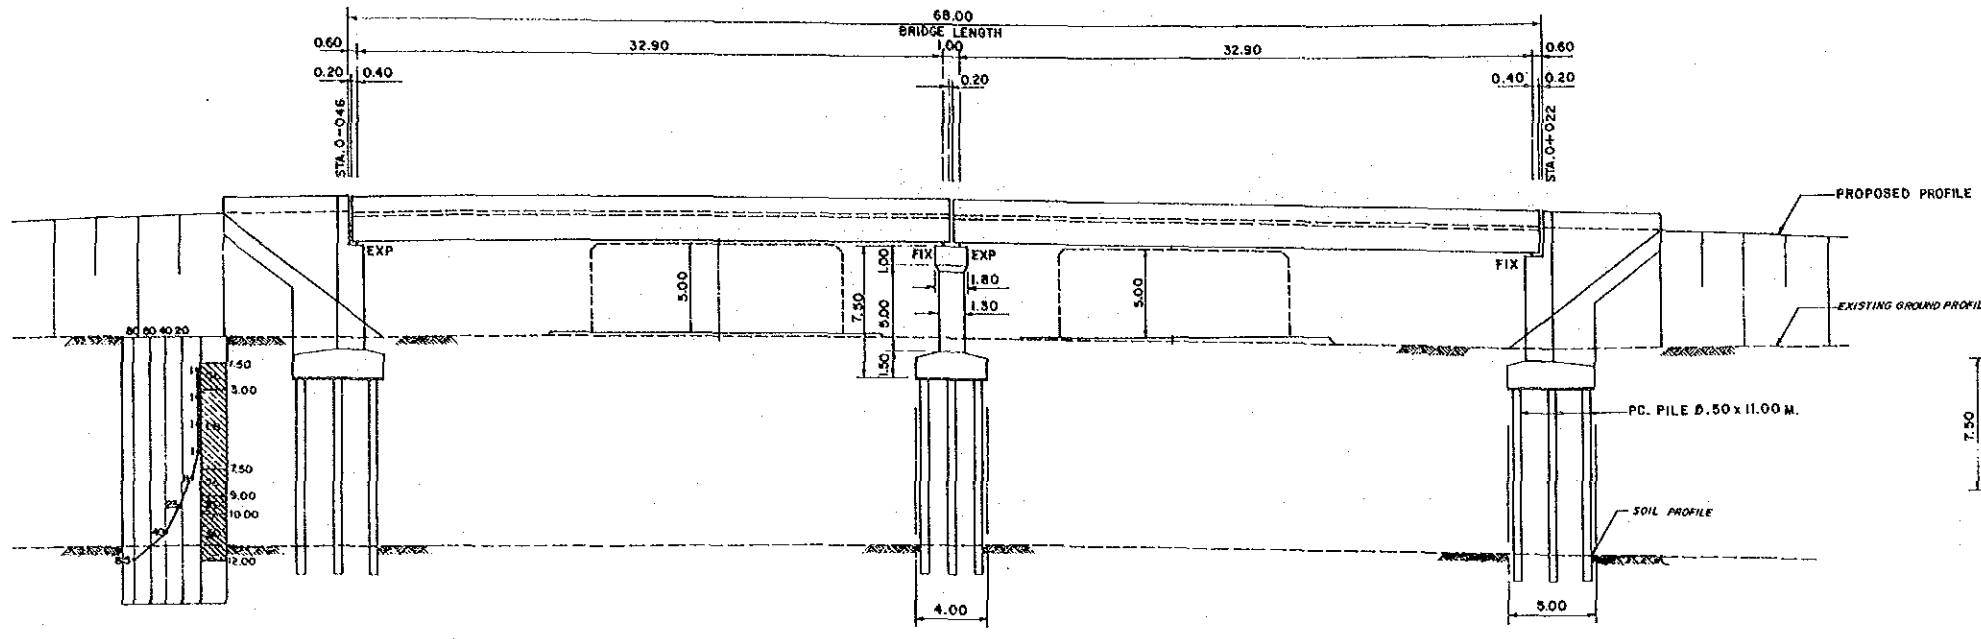 68.00
BRIDGE LENGTH
0.60 32.90 1.00 32.90 0.60
0.20 0.40 0.20 0.40 0.20
STA. 0-046
STA. 0+022
PROPOSED PROFILE
EXP FIX EXP FIX
5.00 7.50 1.00 5.00 1.50 1.80 1.30 5.00
EXISTING GROUND PROFIL
80 60 40 20
1.50
3.00
7.50
9.00
10.00
12.00
23
40
PC. PILE Ø.50 x 11.00 M.
7.50
SOIL PROFILE
4.00 5.00